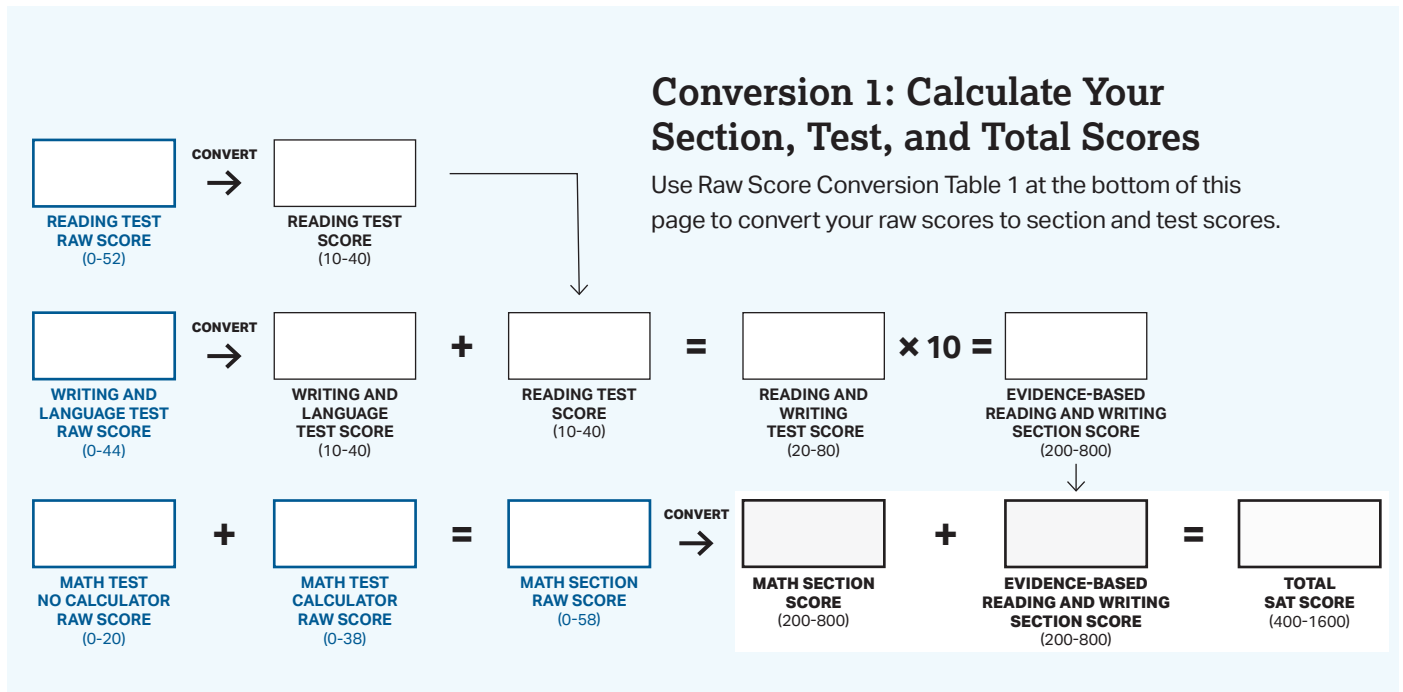 Conversion 1: Calculate Your
Section, Test, and Total Scores
Use Raw Score Conversion Table 1 at the bottom of this
page to convert your raw scores to section and test scores.
CONVERT
→
READING TEST
RAW SCORE
(0-52)
READING TEST
SCORE
(10-40)
CONVERT
→
+
=
× 10 =
WRITING AND
LANGUAGE TEST
RAW SCORE
(0-44)
WRITING AND
LANGUAGE
TEST SCORE
(10-40)
READING TEST
SCORE
(10-40)
READING AND
WRITING
TEST SCORE
(20-80)
EVIDENCE-BASED
READING AND WRITING
SECTION SCORE
(200-800)
+
=
CONVERT
→
+
=
MATH TEST
NO CALCULATOR
RAW SCORE
(0-20)
MATH TEST
CALCULATOR
RAW SCORE
(0-38)
MATH SECTION
RAW SCORE
(0-58)
MATH SECTION
SCORE
(200-800)
EVIDENCE-BASED
READING AND WRITING
SECTION SCORE
(200-800)
TOTAL
SAT SCORE
(400-1600)